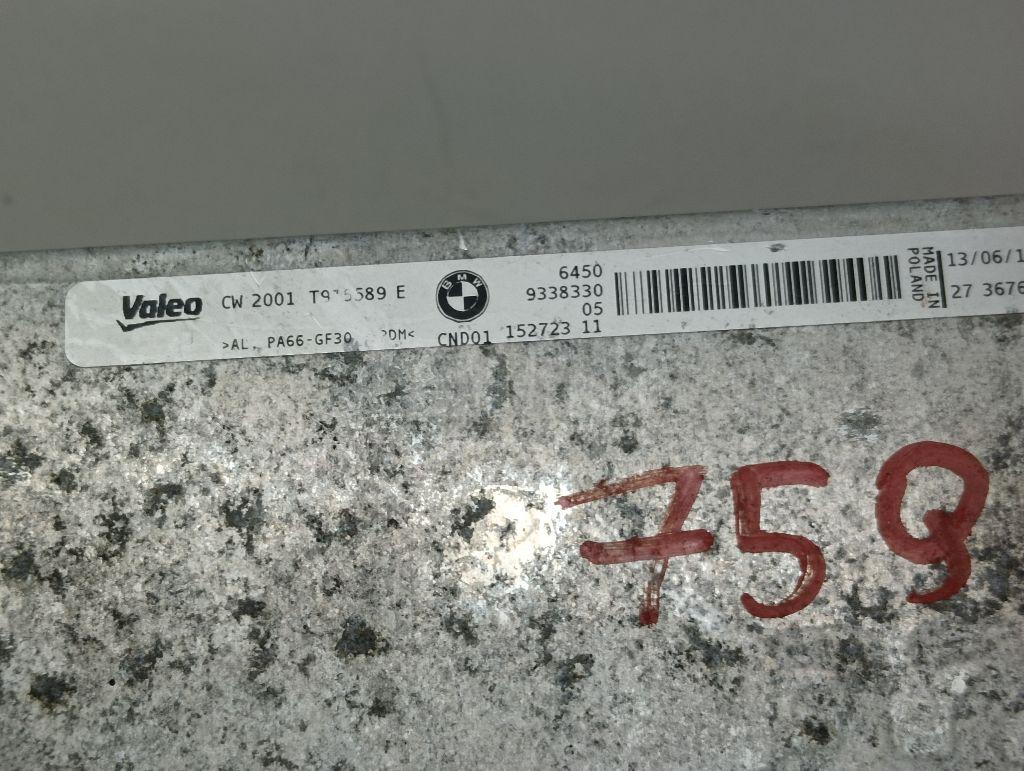 Valeo CW 2001 E
>AL. PA66-GF30
BMW
CND01 152723 11
6450
9338330
05
MADE IN
POLAND
13/06/1
27 3676
759